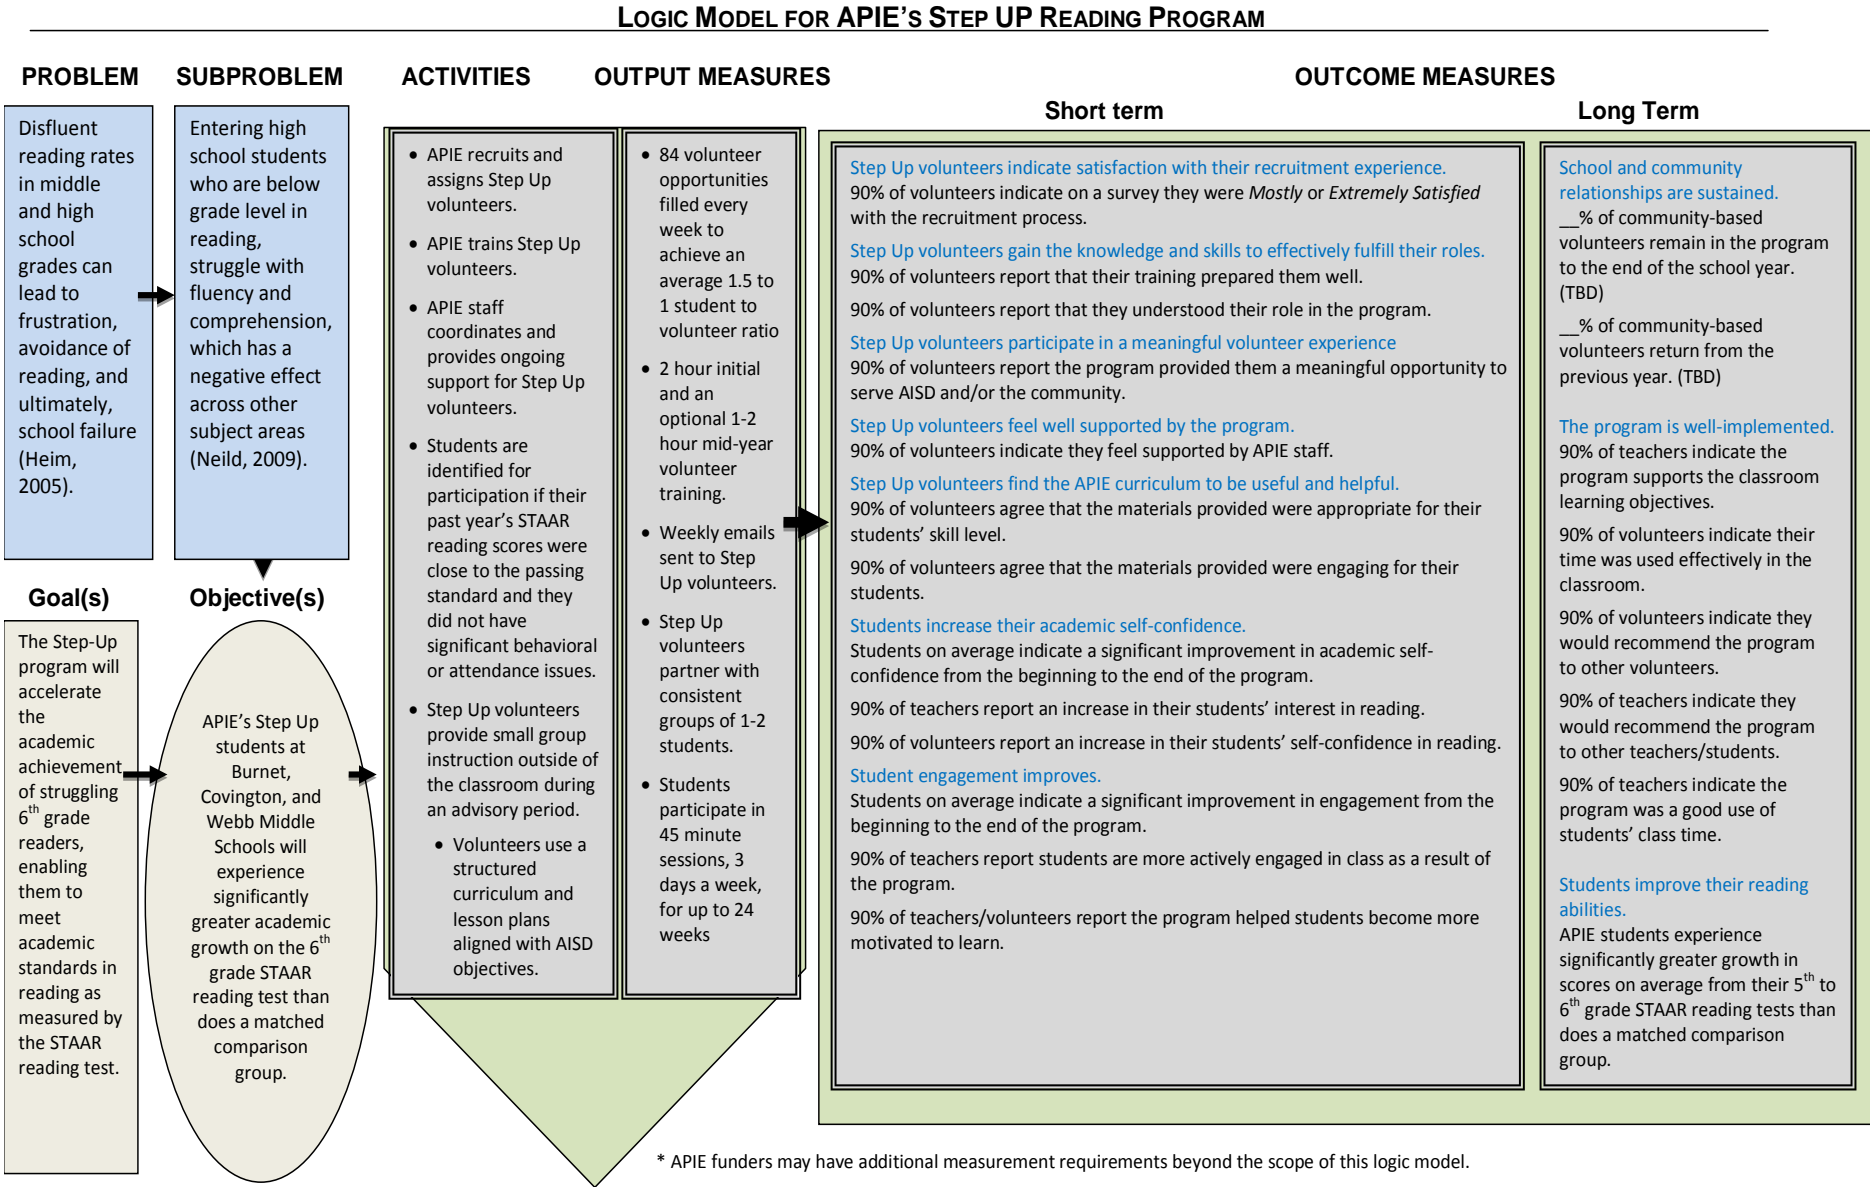 LOGIC MODEL FOR APIE'S STEP UP READING PROGRAM
PROBLEM
Disfluent
reading rates
in middle
and high
school
grades can
lead to
frustration,
avoidance of
reading, and
ultimately,
school failure
(Heim,
2005).
SUBPROBLEM
Entering high
school students
who are below
grade level in
reading,
struggle with
fluency and
comprehension,
which has a
negative effect
across other
subject areas
(Neild, 2009).
Goal(s)
The Step-Up
program will
accelerate
the
academic
achievement
of struggling
6th grade
readers,
enabling
them to
meet
academic
standards in
reading as
measured by
the STAAR
reading test.
Objective(s)
APIE's Step Up
students at
Burnet,
Covington, and
Webb Middle
Schools will
experience
significantly
greater academic
growth on the 6th
grade STAAR
reading test than
does a matched
comparison
group.
ACTIVITIES
• APIE recruits and
assigns Step Up
volunteers.
• APIE trains Step Up
volunteers.
• APIE staff
coordinates and
provides ongoing
support for Step Up
volunteers.
• Students are
identified for
participation if their
past year's STAAR
reading scores were
close to the passing
standard and they
did not have
significant behavioral
or attendance issues.
• Step Up volunteers
provide small group
instruction outside of
the classroom during
an advisory period.
• Volunteers use a
structured
curriculum and
lesson plans
aligned with AISD
objectives.
OUTPUT MEASURES
• 84 volunteer
opportunities
filled every
week to
achieve an
average 1.5 to
1 student to
volunteer ratio
• 2 hour initial
and an
optional 1-2
hour mid-year
volunteer
training.
• Weekly emails
sent to Step
Up volunteers.
• Step Up
volunteers
partner with
consistent
groups of 1-2
students.
• Students
participate in
45 minute
sessions, 3
days a week,
for up to 24
weeks
OUTCOME MEASURES
Short term
Step Up volunteers indicate satisfaction with their recruitment experience.
90% of volunteers indicate on a survey they were Mostly or Extremely Satisfied
with the recruitment process.
Step Up volunteers gain the knowledge and skills to effectively fulfill their roles.
90% of volunteers report that their training prepared them well.
90% of volunteers report that they understood their role in the program.
Step Up volunteers participate in a meaningful volunteer experience
90% of volunteers report the program provided them a meaningful opportunity to
serve AISD and/or the community.
Step Up volunteers feel well supported by the program.
90% of volunteers indicate they feel supported by APIE staff.
Step Up volunteers find the APIE curriculum to be useful and helpful.
90% of volunteers agree that the materials provided were appropriate for their
students' skill level.
90% of volunteers agree that the materials provided were engaging for their
students.
Students increase their academic self-confidence.
Students on average indicate a significant improvement in academic self-
confidence from the beginning to the end of the program.
90% of teachers report an increase in their students' interest in reading.
90% of volunteers report an increase in their students' self-confidence in reading.
Student engagement improves.
Students on average indicate a significant improvement in engagement from the
beginning to the end of the program.
90% of teachers report students are more actively engaged in class as a result of
the program.
90% of teachers/volunteers report the program helped students become more
motivated to learn.
Long Term
School and community
relationships are sustained.
__% of community-based
volunteers remain in the program
to the end of the school year.
(TBD)
__% of community-based
volunteers return from the
previous year. (TBD)
The program is well-implemented.
90% of teachers indicate the
program supports the classroom
learning objectives.
90% of volunteers indicate their
time was used effectively in the
classroom.
90% of volunteers indicate they
would recommend the program
to other volunteers.
90% of teachers indicate they
would recommend the program
to other teachers/students.
90% of teachers indicate the
program was a good use of
students' class time.
Students improve their reading
abilities.
APIE students experience
significantly greater growth in
scores on average from their 5th to
6th grade STAAR reading tests than
does a matched comparison
group.
* APIE funders may have additional measurement requirements beyond the scope of this logic model.